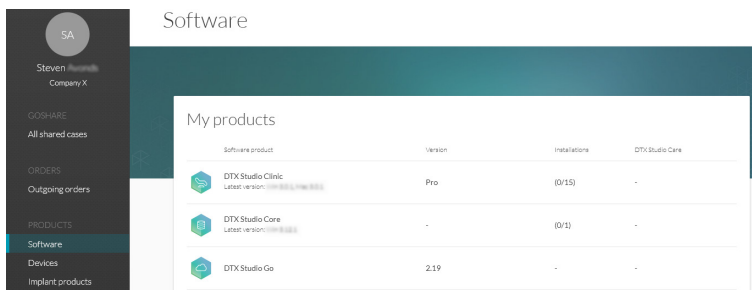 Software
SA
Steven
Company X
GOSHARE
All shared cases
ORDERS
Outgoing orders
PRODUCTS
Software
Devices
Implant products
My products
Software product Version Installations DTX Studio Care
DTX Studio Clinic Pro (0/15) -
Latest version:
DTX Studio Core - (0/1) -
Latest version:
DTX Studio Go 2.19 - -